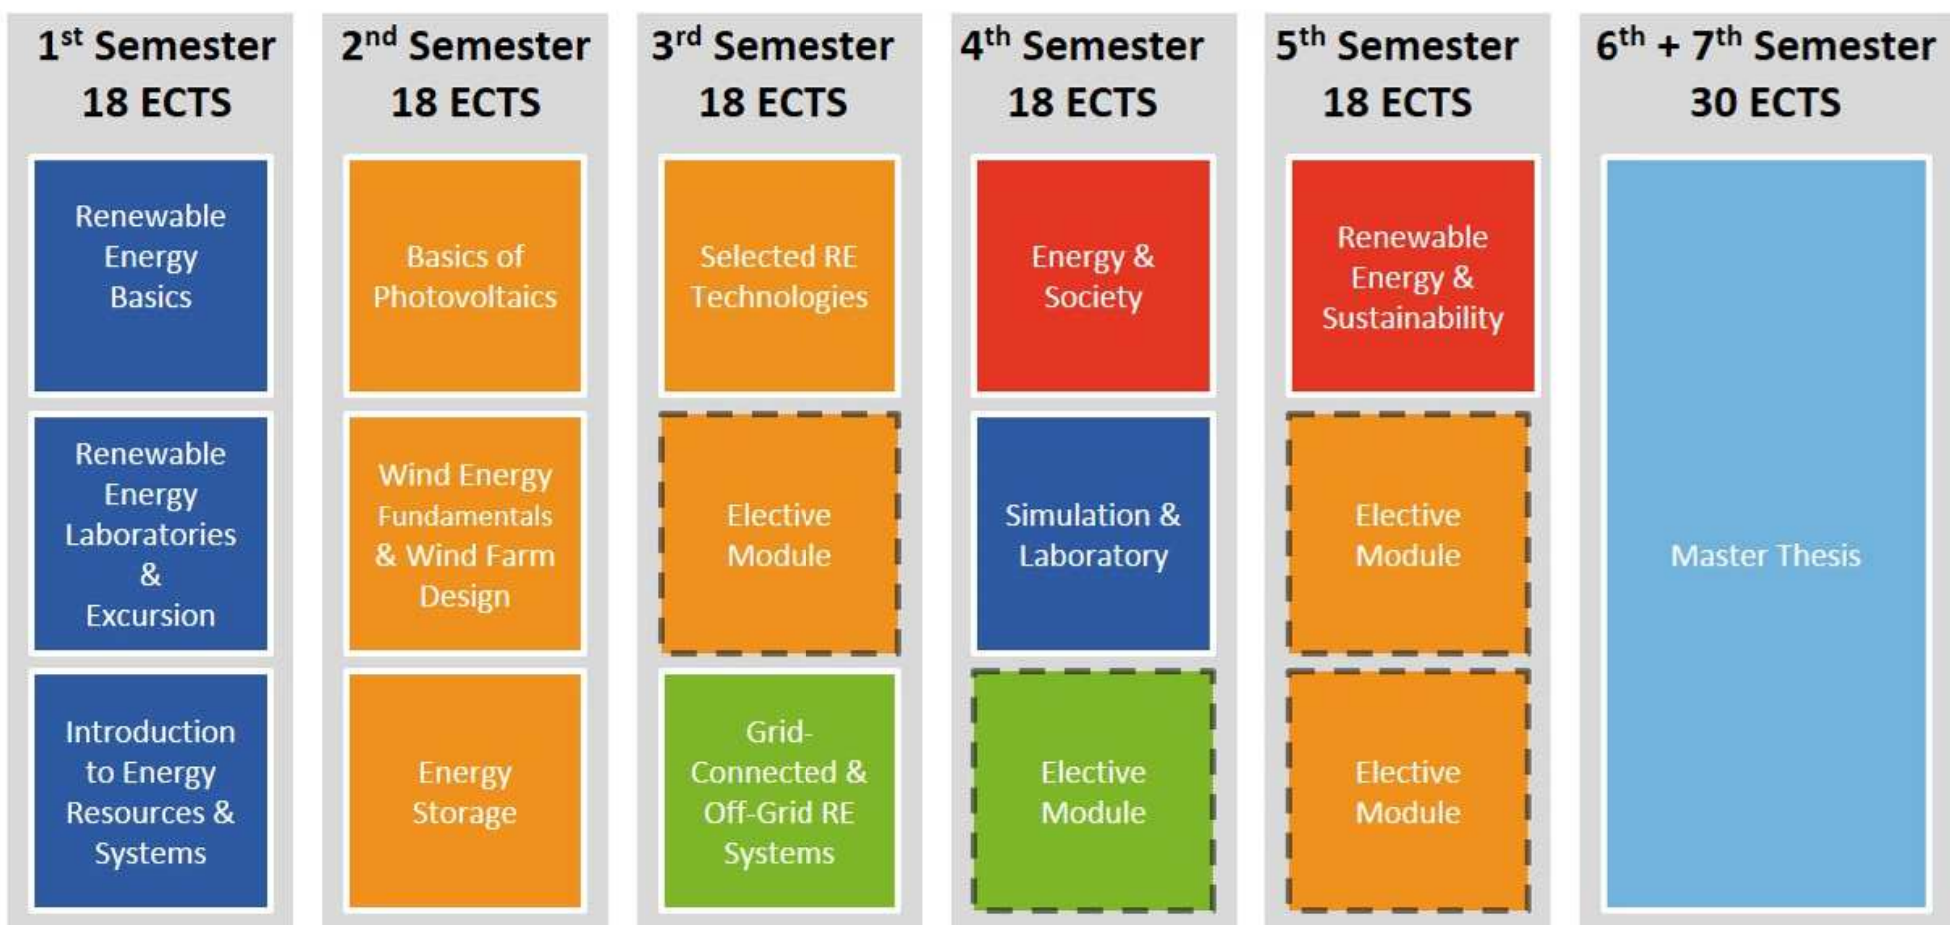 1st Semester
18 ECTS
Renewable
Energy
Basics
Renewable
Energy
Laboratories
&
Excursion
Introduction
to Energy
Resources &
Systems
2nd Semester
18 ECTS
Basics of
Photovoltaics
Wind Energy
Fundamentals
& Wind Farm
Design
Energy
Storage
3rd Semester
18 ECTS
Selected RE
Technologies
Elective
Module
Grid-
Connected &
Off-Grid RE
Systems
4th Semester
18 ECTS
Energy &
Society
Simulation &
Laboratory
Elective
Module
5th Semester
18 ECTS
Renewable
Energy &
Sustainability
Elective
Module
Elective
Module
6th + 7th Semester
30 ECTS
Master Thesis